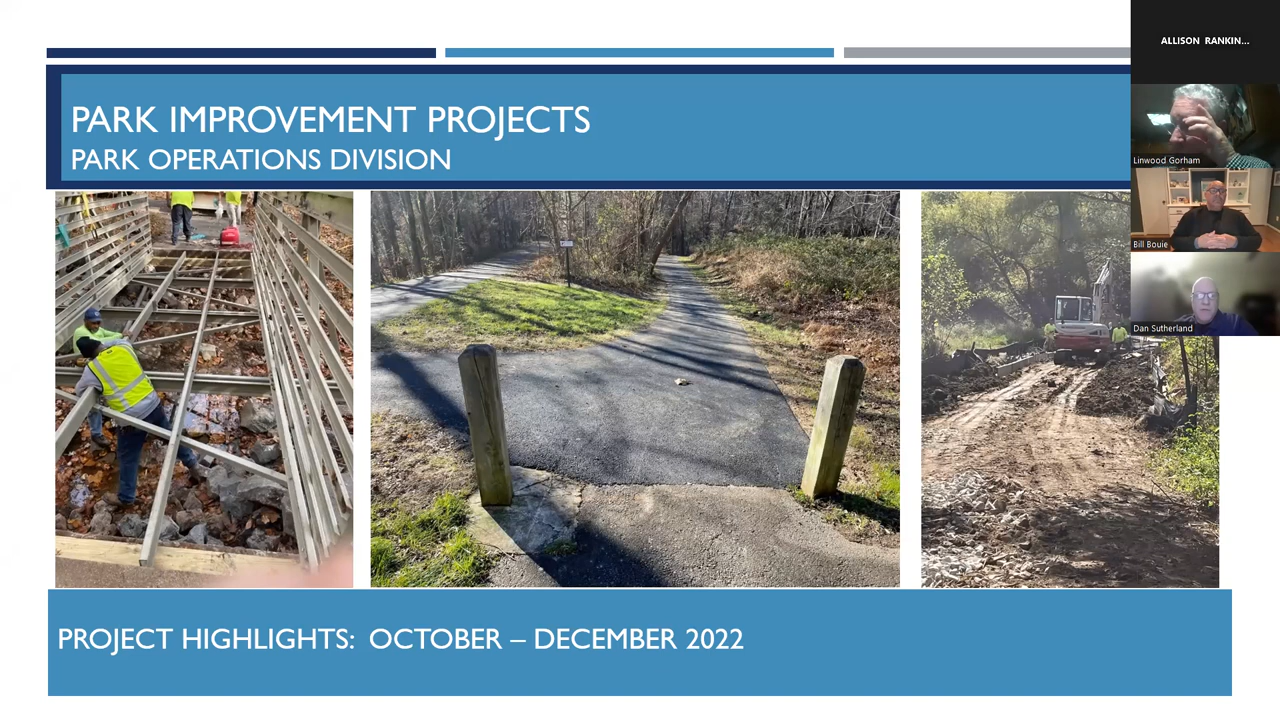 PARK IMPROVEMENT PROJECTS
PARK OPERATIONS DIVISION
PROJECT HIGHLIGHTS: OCTOBER – DECEMBER 2022
ALLISON RANKIN...
Linwood Gorham
Bill Bouie
Dan Sutherland